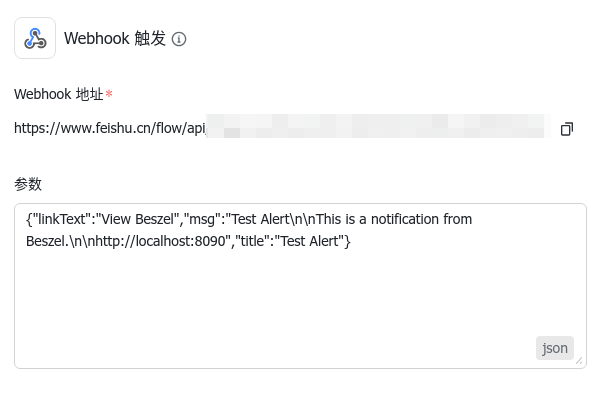 Webhook 触发
Webhook 地址*
https://www.feishu.cn/flow/api
参数
{"linkText":"View Beszel","msg":"Test Alert\n\nThis is a notification from
Beszel.\n\nhttp://localhost:8090","title":"Test Alert"}
json